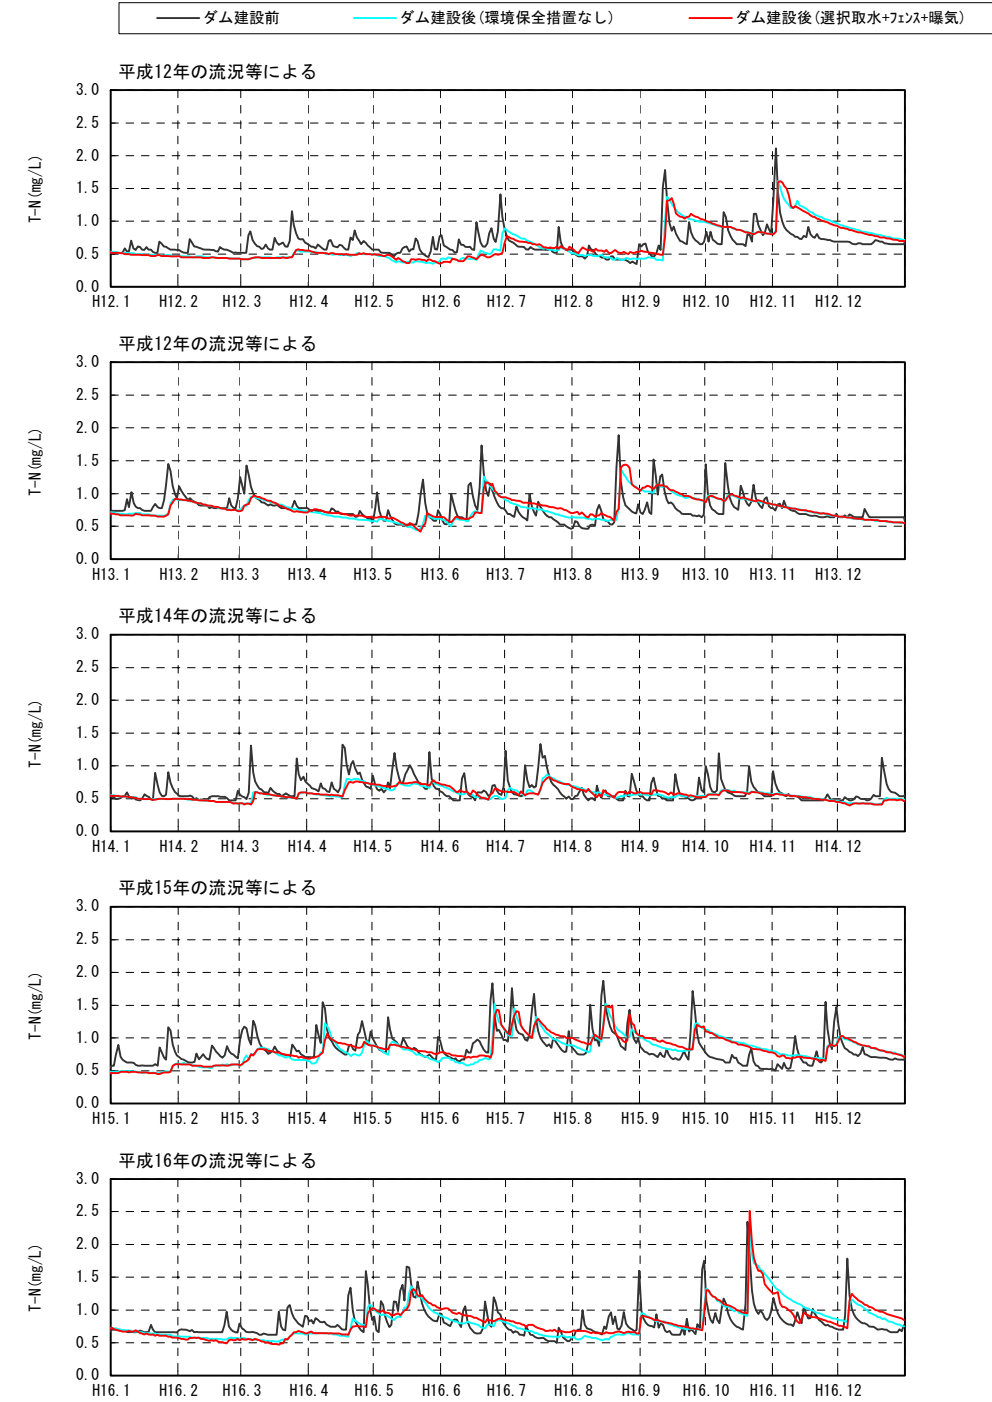 ダム建設前 ダム建設後(環境保全措置なし) ダム建設後(選択取水+フェンス+曝気)
平成12年の流況等による
T-N(mg/L)
3.0
2.5
2.0
1.5
1.0
0.5
0.0
H12.1 H12.2 H12.3 H12.4 H12.5 H12.6 H12.7 H12.8 H12.9 H12.10 H12.11 H12.12
平成12年の流況等による
T-N(mg/L)
3.0
2.5
2.0
1.5
1.0
0.5
0.0
H13.1 H13.2 H13.3 H13.4 H13.5 H13.6 H13.7 H13.8 H13.9 H13.10 H13.11 H13.12
平成14年の流況等による
T-N(mg/L)
3.0
2.5
2.0
1.5
1.0
0.5
0.0
H14.1 H14.2 H14.3 H14.4 H14.5 H14.6 H14.7 H14.8 H14.9 H14.10 H14.11 H14.12
平成15年の流況等による
T-N(mg/L)
3.0
2.5
2.0
1.5
1.0
0.5
0.0
H15.1 H15.2 H15.3 H15.4 H15.5 H15.6 H15.7 H15.8 H15.9 H15.10 H15.11 H15.12
平成16年の流況等による
T-N(mg/L)
3.0
2.5
2.0
1.5
1.0
0.5
0.0
H16.1 H16.2 H16.3 H16.4 H16.5 H16.6 H16.7 H16.8 H16.9 H16.10 H16.11 H16.12